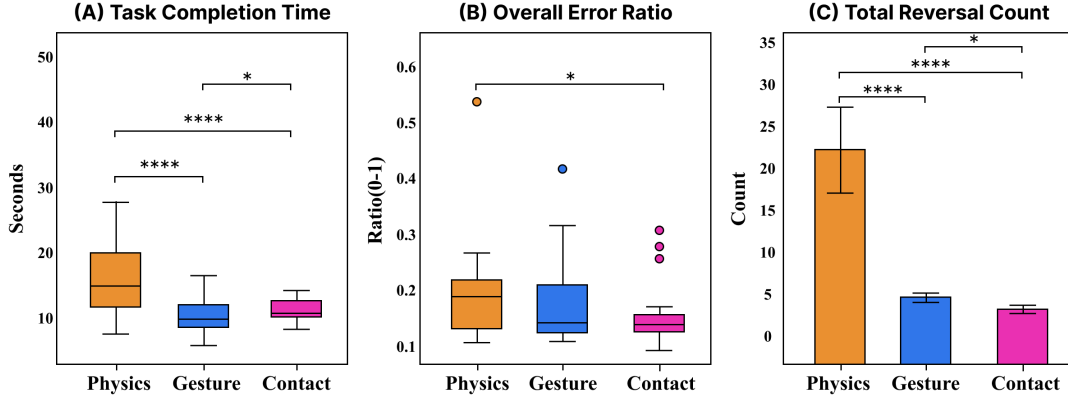 (A) Task Completion Time
Seconds
50
40
30
20
10
*
****
****
Physics Gesture Contact
(B) Overall Error Ratio
Ratio(0-1)
0.6
0.5
0.4
0.3
0.2
0.1
*
Physics Gesture Contact
(C) Total Reversal Count
Count
35
30
25
20
15
10
5
0
*
****
****
Physics Gesture Contact